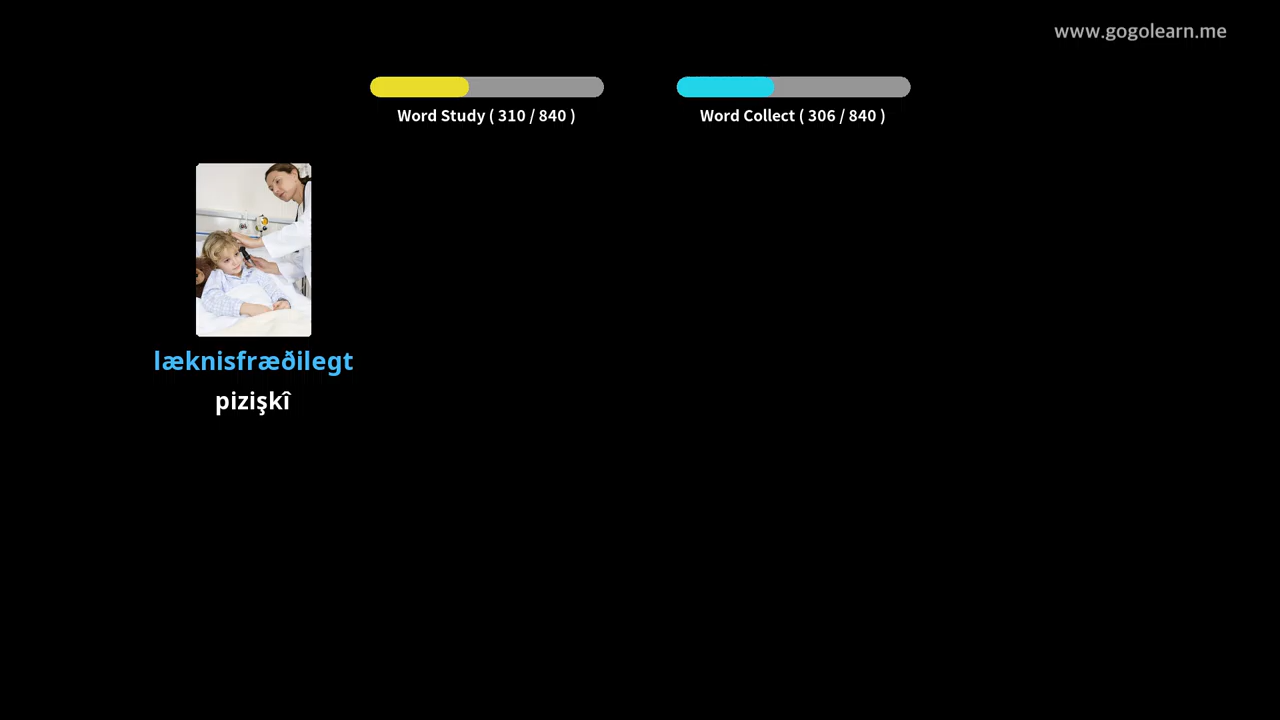 www.gogolearn.me
Word Study ( 310 / 840 )
Word Collect ( 306 / 840 )
læknisfræðilegt
pizişkî